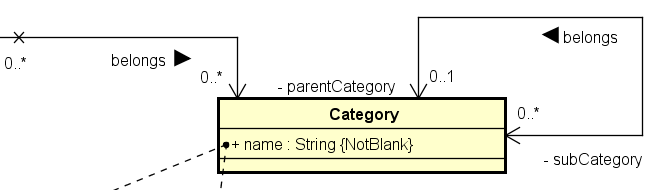 belongs
0..*
belongs
0..*
- parentCategory
0..1
Category
0..*
+ name : String {NotBlank}
- subCategory